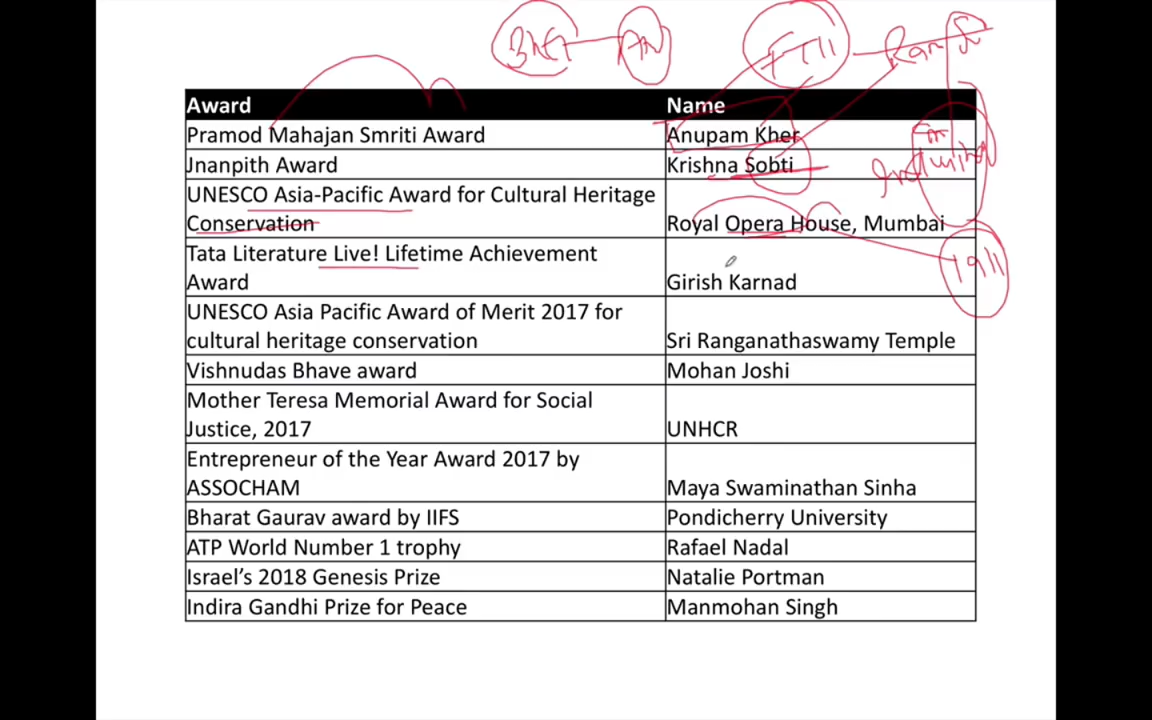 FTII
Award Name
Pramod Mahajan Smriti Award Anupam Kher
Jnanpith Award Krishna Sobti
UNESCO Asia-Pacific Award for Cultural Heritage
Conservation Royal Opera House, Mumbai
1911
Tata Literature Live! Lifetime Achievement
Award Girish Karnad
UNESCO Asia Pacific Award of Merit 2017 for
cultural heritage conservation Sri Ranganathaswamy Temple
Vishnudas Bhave award Mohan Joshi
Mother Teresa Memorial Award for Social
Justice, 2017 UNHCR
Entrepreneur of the Year Award 2017 by
ASSOCHAM Maya Swaminathan Sinha
Bharat Gaurav award by IIFS Pondicherry University
ATP World Number 1 trophy Rafael Nadal
Israel’s 2018 Genesis Prize Natalie Portman
Indira Gandhi Prize for Peace Manmohan Singh